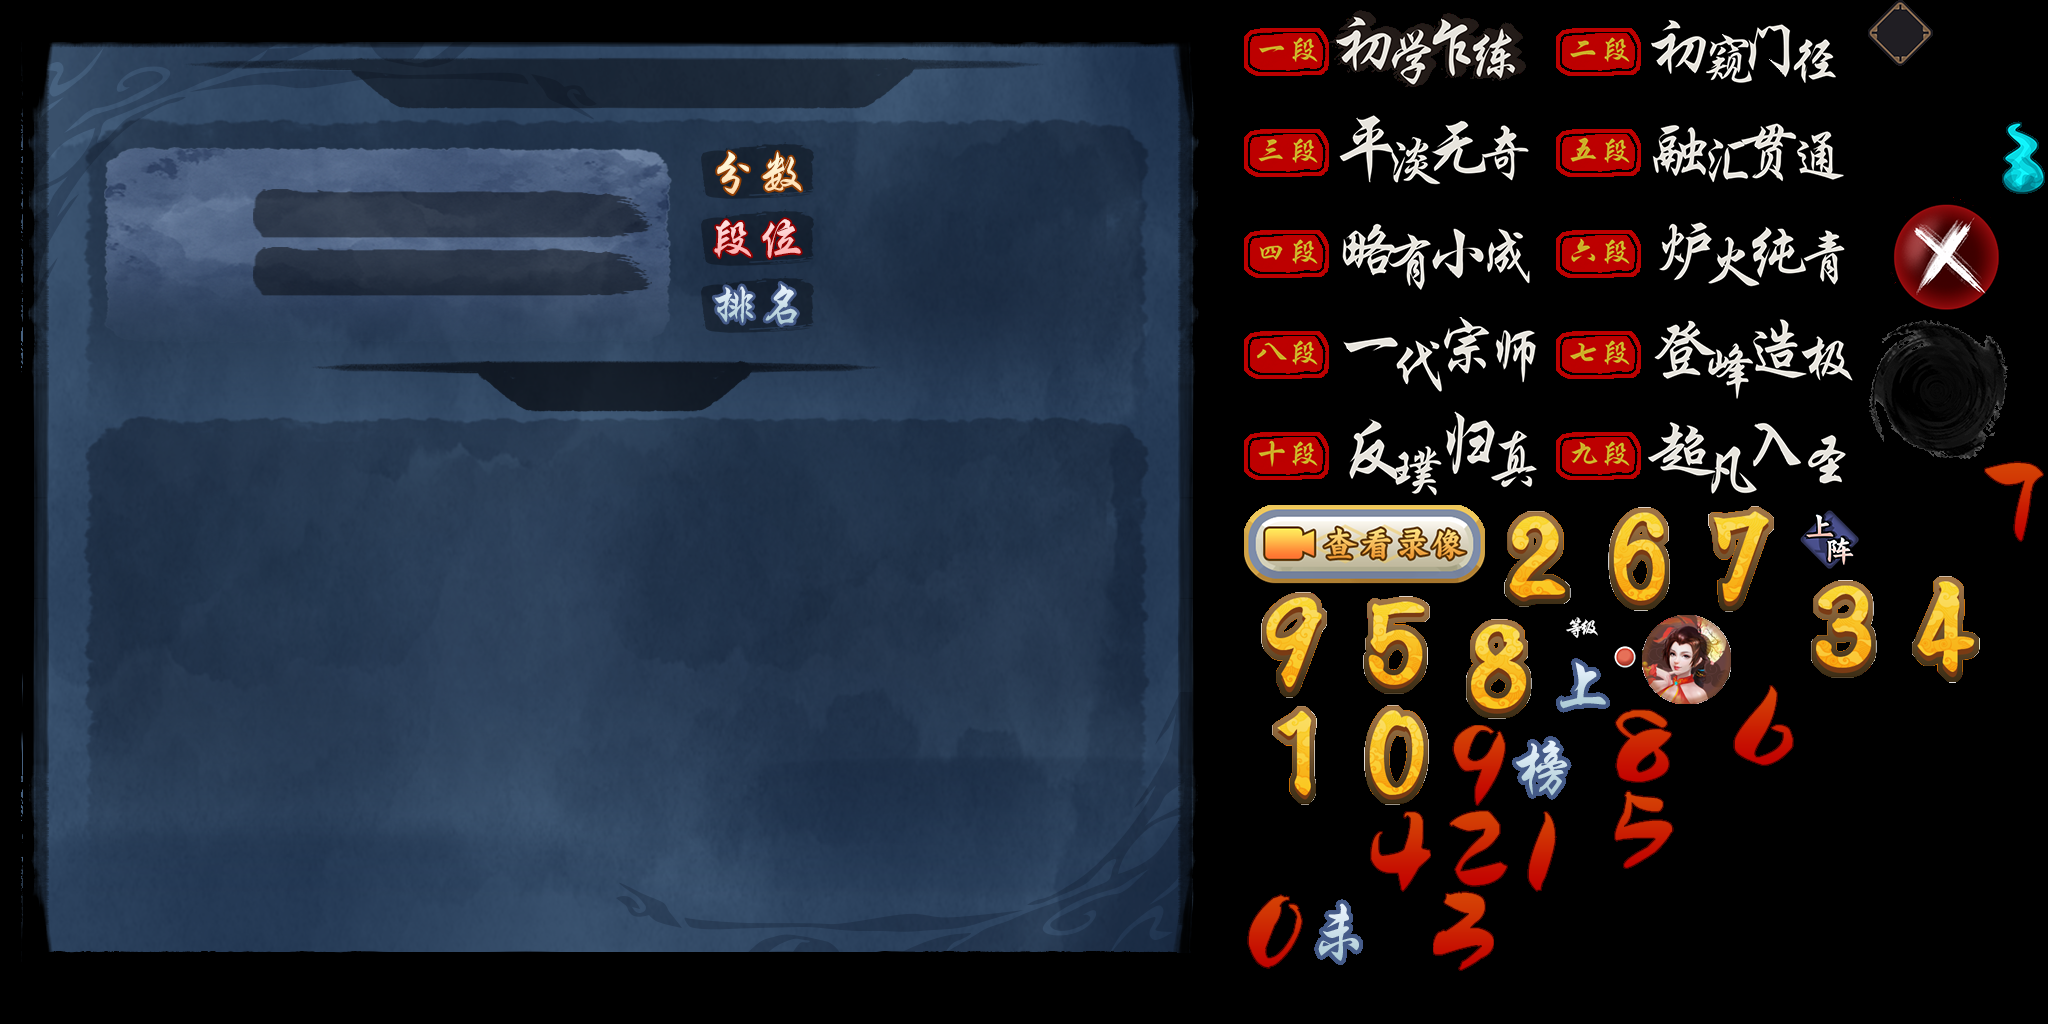 分数
段位
排名
一段 初学乍练
二段 初窥门径
三段 平淡无奇
五段 融汇贯通
四段 略有小成
六段 炉火纯青
八段 一代宗师
七段 登峰造极
十段 反璞归真
九段 超凡入圣
7
查看录像
2
6
7
上阵
9
5
8
等级
上
3
4
1
0
9
榜
8
6
4
2
1
5
0
未
3